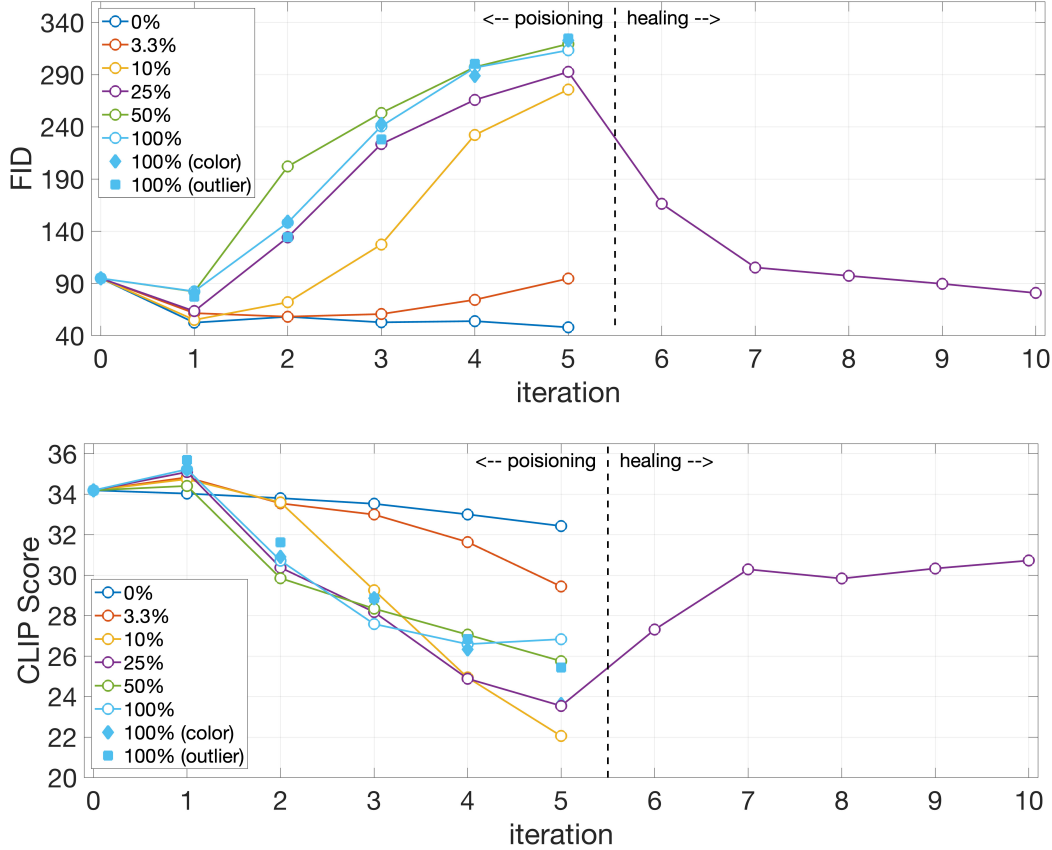 340
290
240
190
140
90
40
FID
0%
3.3%
10%
25%
50%
100%
100% (color)
100% (outlier)
<-- poisioning healing -->
0 1 2 3 4 5 6 7 8 9 10
iteration
36
34
32
30
28
26
24
22
20
CLIP Score
<-- poisioning healing -->
0%
3.3%
10%
25%
50%
100%
100% (color)
100% (outlier)
0 1 2 3 4 5 6 7 8 9 10
iteration